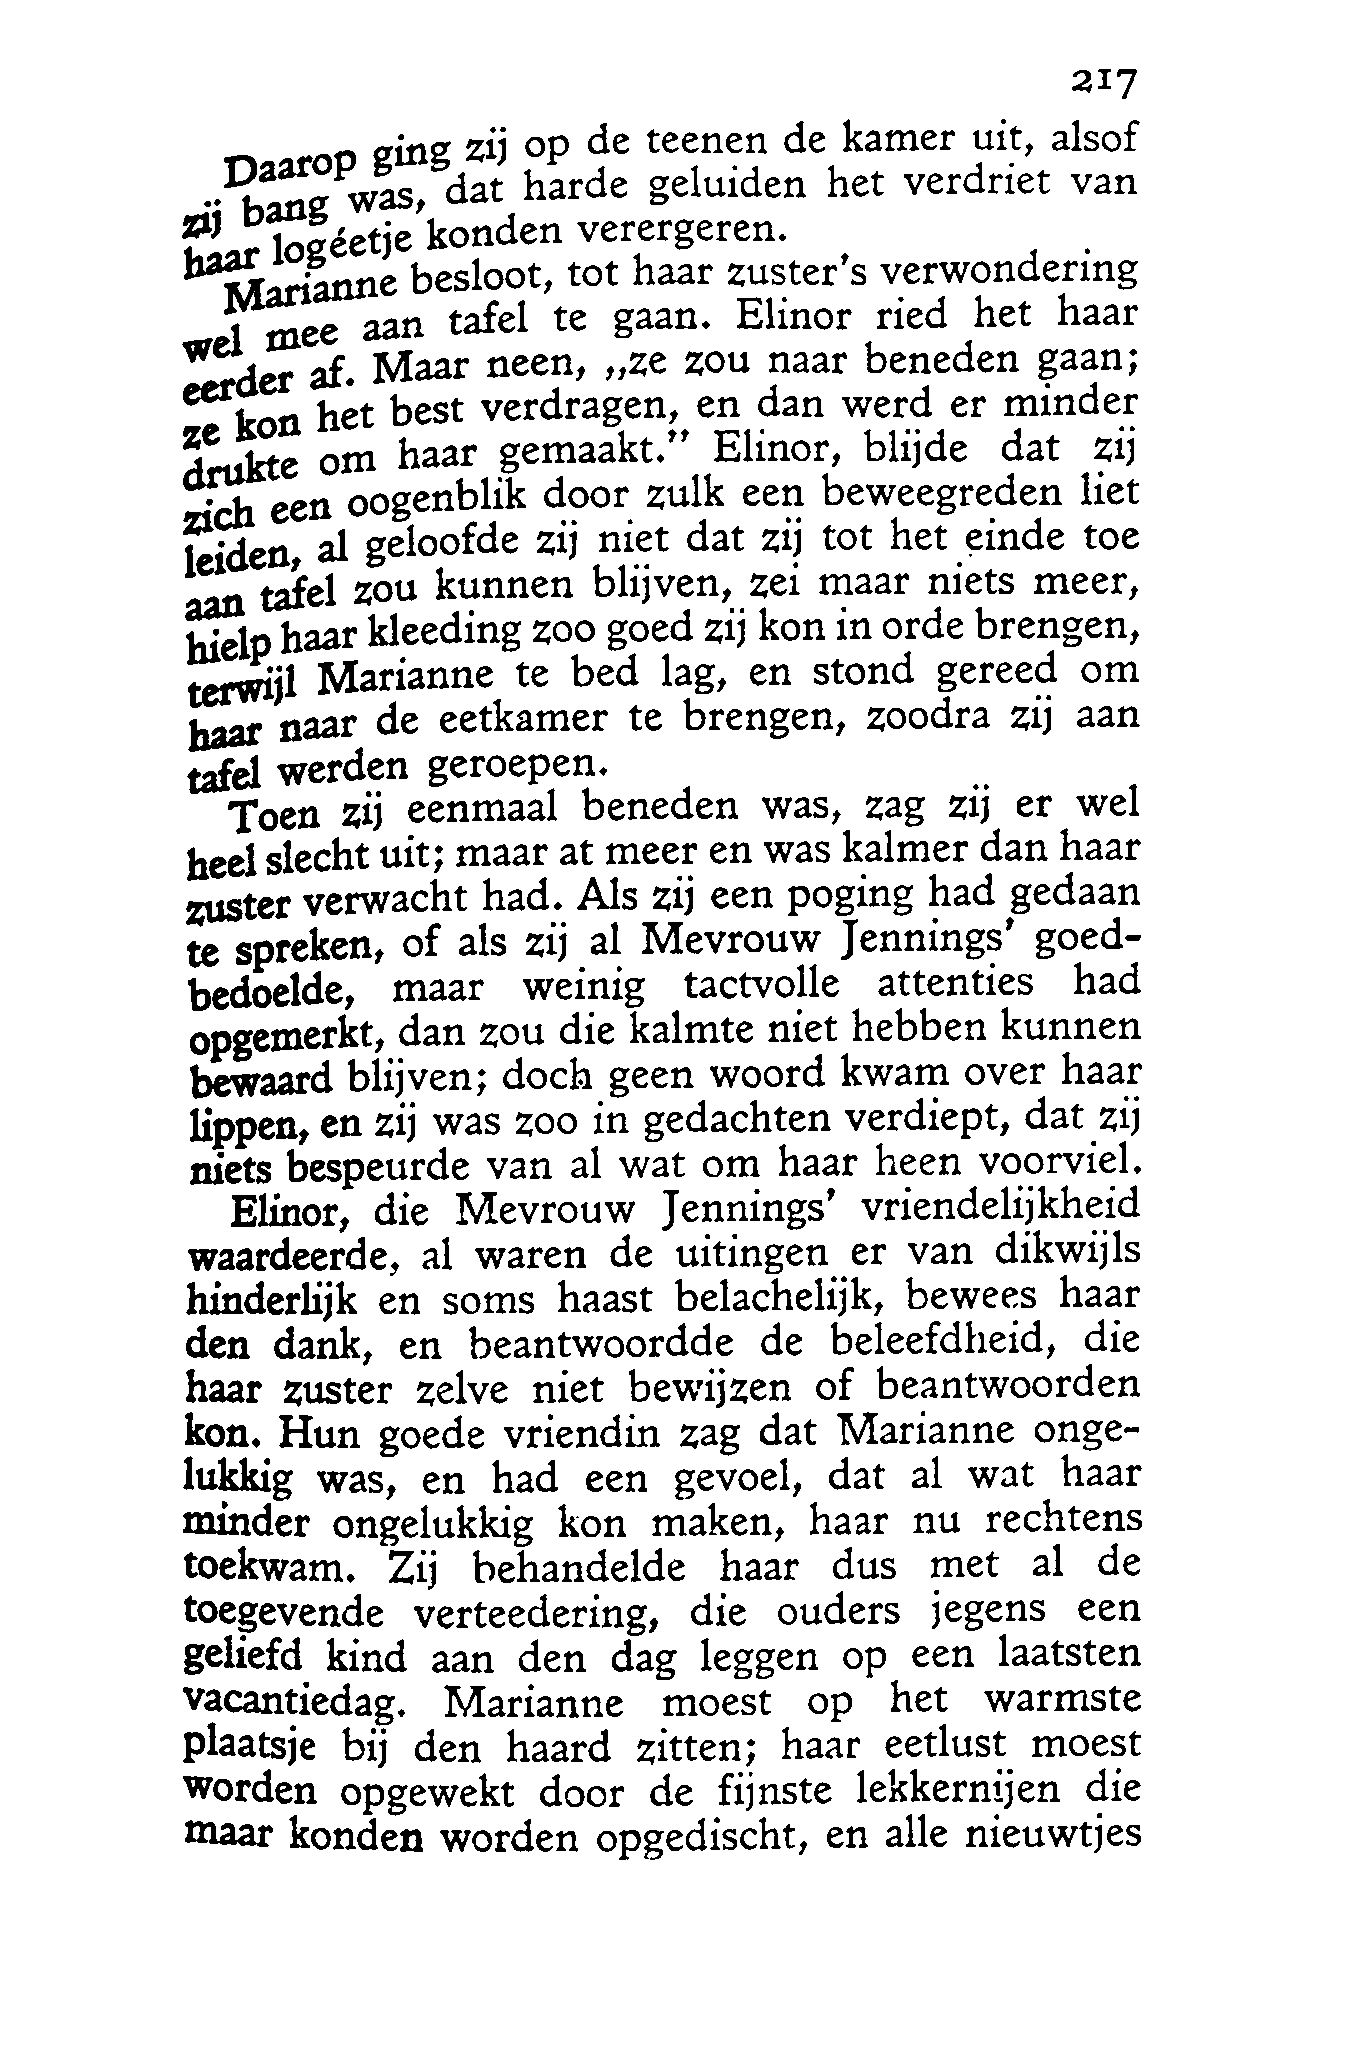 217
Daarop ging zij op de teenen de kamer uit, alsof
zij bang was, dat harde geluiden het verdriet van
haar logéetje konden verergeren.
Marianne besloot, tot haar zuster's verwondering
wel mee aan tafel te gaan. Elinor ried het haar
eerder af. Maar neen, „ze zou naar beneden gaan;
ze kon het best verdragen, en dan werd er minder
drukte om haar gemaakt.” Elinor, blijde dat zij
zich een oogenblik door zulk een beweegreden liet
leiden, al geloofde zij niet dat zij tot het einde toe
aan tafel zou kunnen blijven, zei maar niets meer,
hielp haar kleeding zoo goed zij kon in orde brengen,
terwijl Marianne te bed lag, en stond gereed om
haar naar de eetkamer te brengen, zoodra zij aan
tafel werden geroepen.
Toen zij eenmaal beneden was, zag zij er wel
heel slecht uit; maar at meer en was kalmer dan haar
zuster verwacht had. Als zij een poging had gedaan
te spreken, of als zij al Mevrouw Jennings' goed-
bedoelde, maar weinig tactvolle attenties had
opgemerkt, dan zou die kalmte niet hebben kunnen
bewaard blijven; doch geen woord kwam over haar
lippen, en zij was zoo in gedachten verdiept, dat zij
niets bespeurde van al wat om haar heen voorviel.
Elinor, die Mevrouw Jennings' vriendelijkheid
waardeerde, al waren de uitingen er van dikwijls
hinderlijk en soms haast belachelijk, bewees haar
den dank, en beantwoordde de beleefdheid, die
haar zuster zelve niet bewijzen of beantwoorden
kon. Hun goede vriendin zag dat Marianne onge-
lukkig was, en had een gevoel, dat al wat haar
minder ongelukkig kon maken, haar nu rechtens
toekwam. Zij behandelde haar dus met al de
toegevende verteedering, die ouders jegens een
geliefd kind aan den dag leggen op een laatsten
vacantiedag. Marianne moest op het warmste
plaatsje bij den haard zitten; haar eetlust moest
worden opgewekt door de fijnste lekkernijen die
maar konden worden opgedischt, en alle nieuwtjes